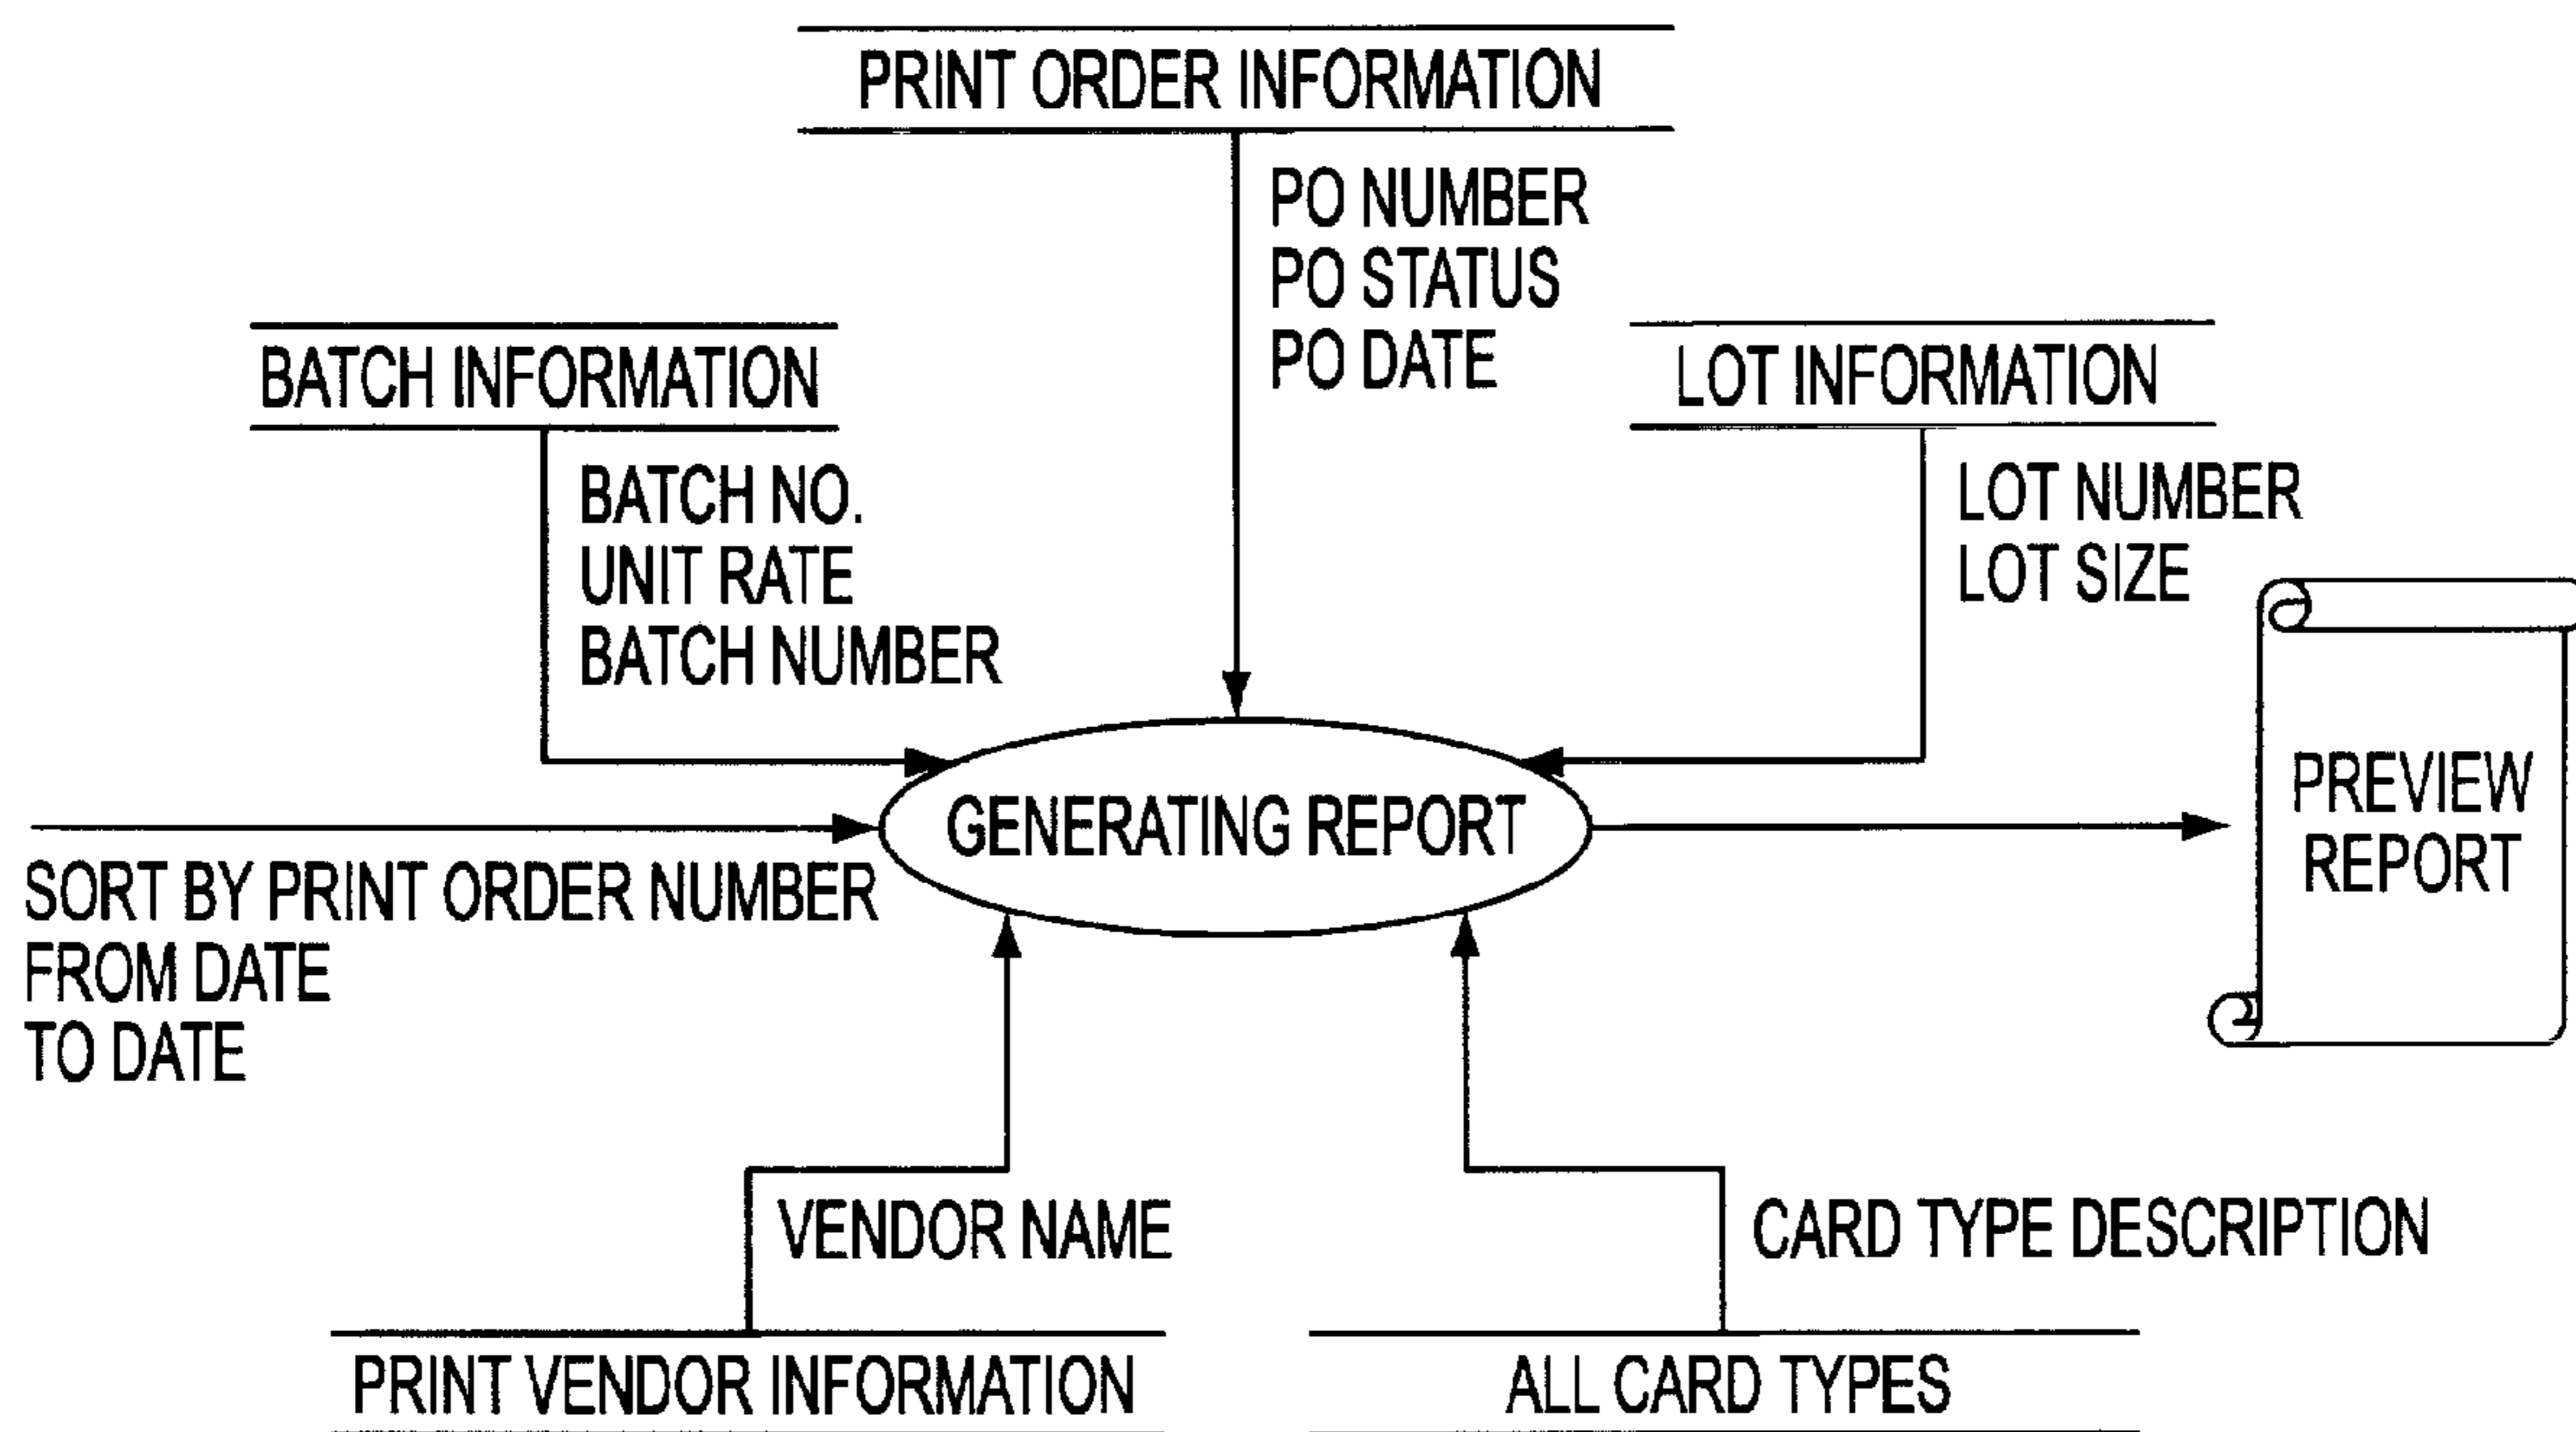 PRINT ORDER INFORMATION
PO NUMBER
PO STATUS
PO DATE
BATCH INFORMATION
BATCH NO.
UNIT RATE
BATCH NUMBER
LOT INFORMATION
LOT NUMBER
LOT SIZE
GENERATING REPORT
PREVIEW
REPORT
SORT BY PRINT ORDER NUMBER
FROM DATE
TO DATE
VENDOR NAME
PRINT VENDOR INFORMATION
CARD TYPE DESCRIPTION
ALL CARD TYPES